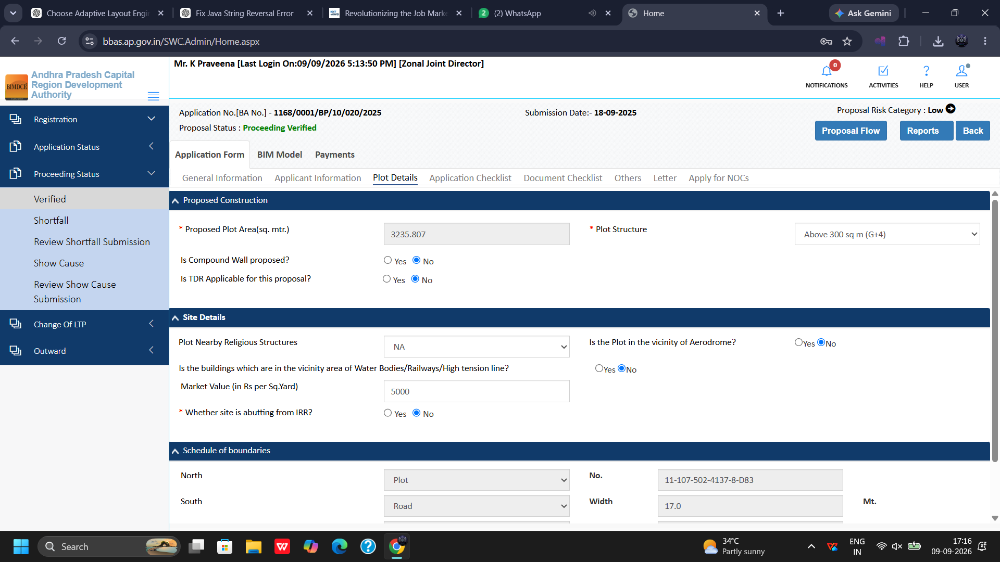 Choose Adaptive Layout Engi
Fix Java String Reversal Error
Revolutionizing the Job Marke
2
(2) WhatsApp
Home
Ask Gemini
bbas.ap.gov.in/SWC.Admin/Home.aspx
BIMDCR
Andhra Pradesh Capital
Region Development
Authority
Mr. K Praveena [Last Login On:09/09/2026 5:13:50 PM] [Zonal Joint Director]
0
NOTIFICATIONS
ACTIVITIES
HELP
USER
Registration
Application Status
Proceeding Status
Verified
Shortfall
Review Shortfall Submission
Show Cause
Review Show Cause
Submission
Change Of LTP
Outward
Application No.[BA No.] - 1168/0001/BP/10/020/2025
Submission Date:- 18-09-2025
Proposal Risk Category : Low
Proposal Status : Proceeding Verified
Proposal Flow
Reports
Back
Application Form
BIM Model
Payments
General Information
Applicant Information
Plot Details
Application Checklist
Document Checklist
Others
Letter
Apply for NOCs
Proposed Construction
* Proposed Plot Area(sq. mtr.)
3235.807
* Plot Structure
Above 300 sq m (G+4)
Is Compound Wall proposed?
Yes No
Is TDR Applicable for this proposal?
Yes No
Site Details
Plot Nearby Religious Structures
NA
Is the Plot in the vicinity of Aerodrome?
Yes No
Is the buildings which are in the vicinity area of Water Bodies/Railways/High tension line?
Yes No
Market Value (in Rs per Sq.Yard)
5000
* Whether site is abutting from IRR?
Yes No
Schedule of boundaries
North
Plot
No.
11-107-502-4137-8-D83
South
Road
Width
17.0
Mt.
Search
34°C
Partly sunny
ENG
IN
17:16
09-09-2026